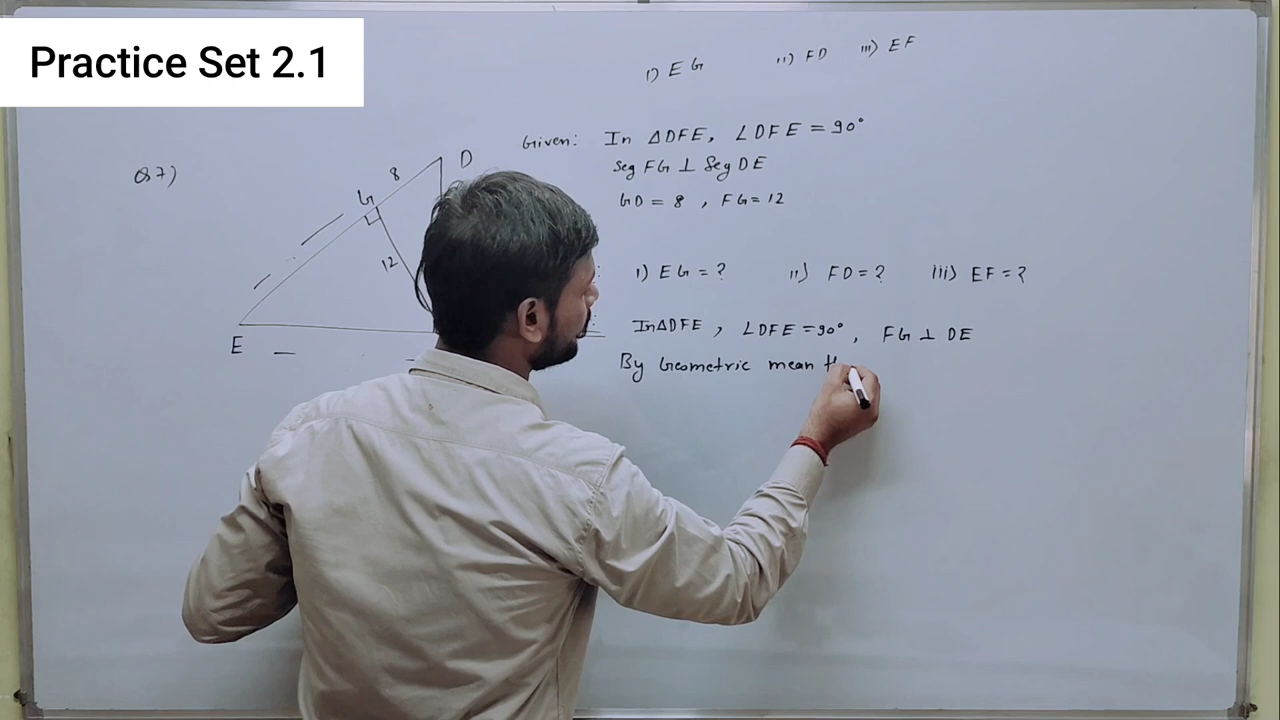 Practice Set 2.1
i) EG ii) FD iii) EF
Q7)
D
8
G
12
E
Given: In ΔDFE, ∠DFE = 90°
seg FG ⊥ seg DE
GD = 8 , FG = 12
i) EG = ? ii) FD = ? iii) EF = ?
In ΔDFE , ∠DFE = 90° , FG ⊥ DE
By Geometric mean